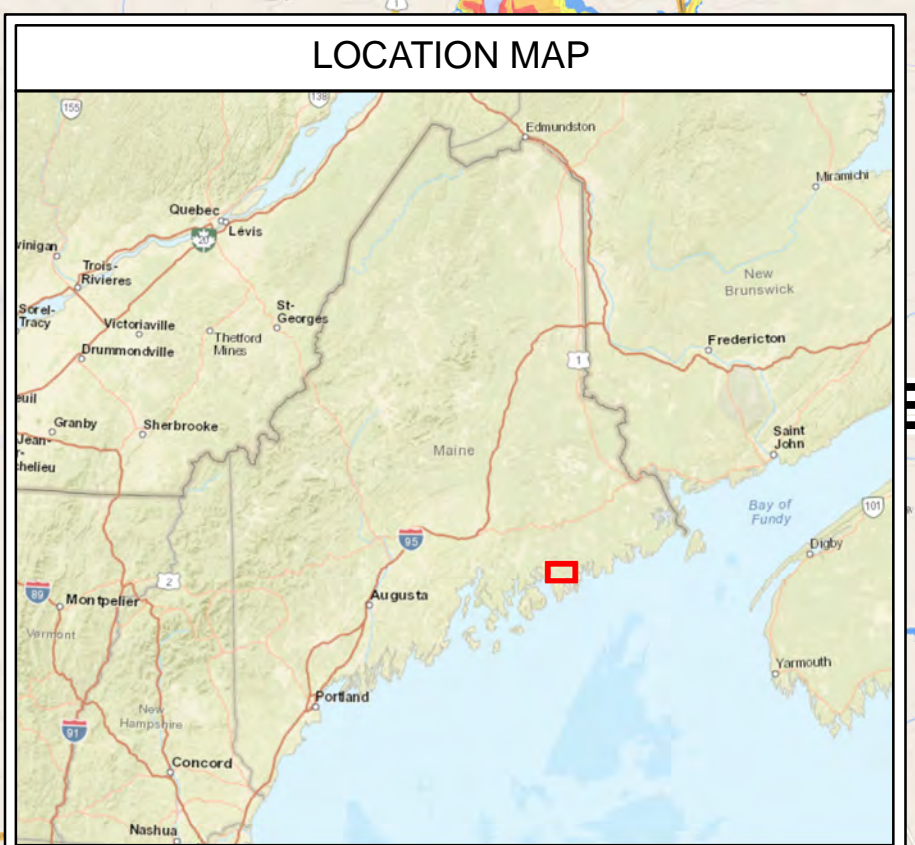 1
LOCATION MAP
155
138
Edmundston
Miramichi
Quebec
Lévis
20
vinigan
Trois-
Rivieres
New
Brunswick
Sorel-
Tracy
Victoriaville
St-
Georges
Thetford
Mines
Drummondville
Fredericton
1
euil
Granby
Sherbrooke
Jean-
r-
chelieu
Maine
Saint
John
Bay of
Fundy
101
95
Digby
2
89
Montpelier
Augusta
Vermont
Yarmouth
Portland
New
Hampshire
91
Concord
Nashua